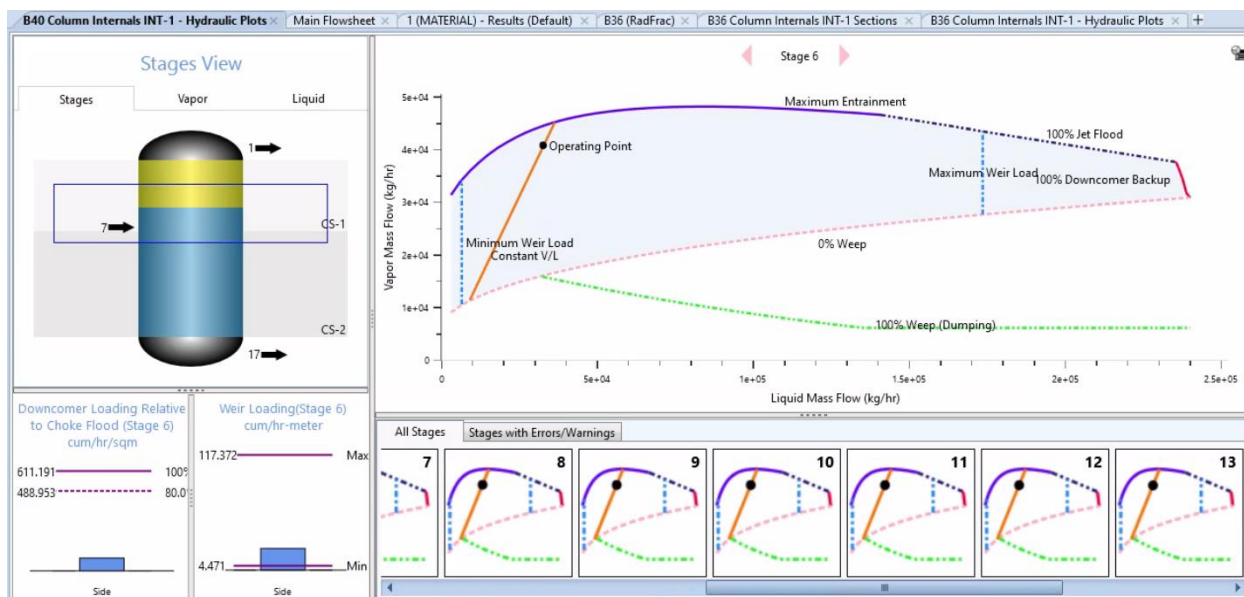 B40 Column Internals INT-1 - Hydraulic Plots
Main Flowsheet
1 (MATERIAL) - Results (Default)
B36 (RadFrac)
B36 Column Internals INT-1 Sections
B36 Column Internals INT-1 - Hydraulic Plots
+
Stages View
Stages
Vapor
Liquid
1
7
CS-1
CS-2
17
Downcomer Loading Relative
to Choke Flood (Stage 6)
cum/hr/sqm
611.191
100%
488.953
80.0
Side
Weir Loading(Stage 6)
cum/hr-meter
117.372
Max
4.471
Min
Side
Stage 6
Vapor Mass Flow (kg/hr)
5e+04
4e+04
3e+04
2e+04
1e+04
0
Maximum Entrainment
100% Jet Flood
Operating Point
Maximum Weir Load
100% Downcomer Backup
Minimum Weir Load
Constant V/L
0% Weep
100% Weep (Dumping)
0
5e+04
1e+05
1.5e+05
2e+05
2.5e+05
Liquid Mass Flow (kg/hr)
All Stages
Stages with Errors/Warnings
7
8
9
10
11
12
13